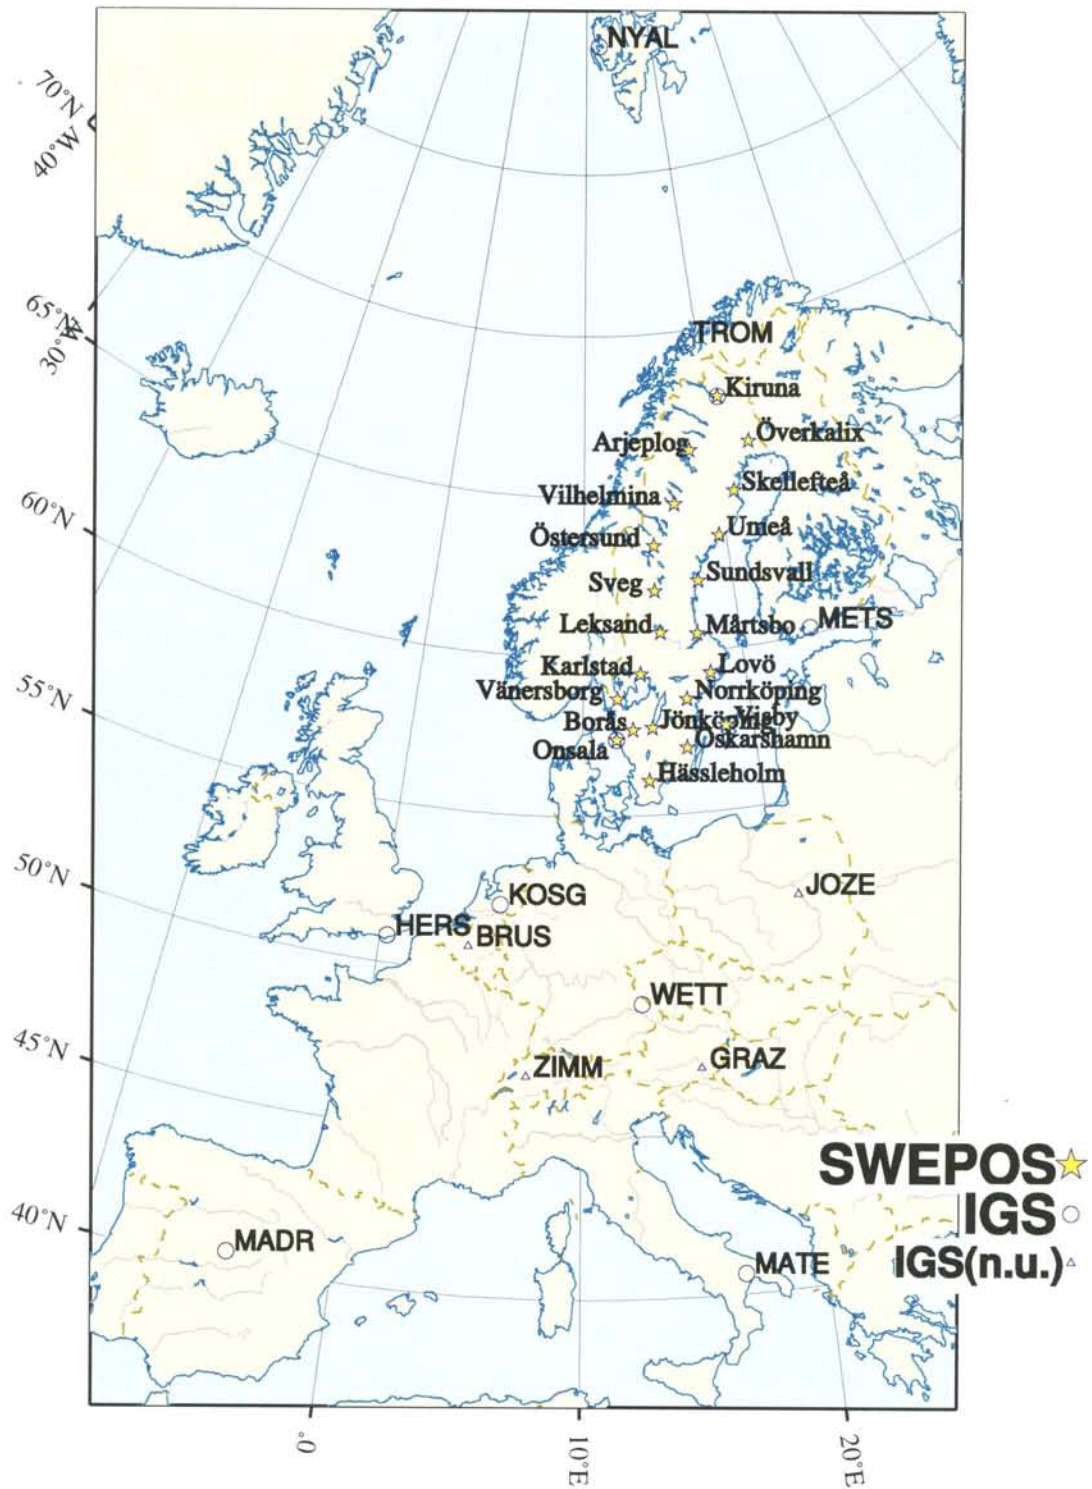 NYAL
70°N
40°W
65°N
30°W
TROM
Kiruna
Överkalix
Arjeplog
Skellefteå
Vilhelmina
Umeå
Östersund
60°N
Sundsvall
Sveg
Leksand
Mårtsbo
METS
Karlstad
Lovö
Vänersborg
Norrköping
Borås
Jönköping
Visby
Onsala
Oskarshamn
55°N
Hässleholm
50°N
JOZE
KOSG
HERS
BRUS
WETT
45°N
ZIMM
GRAZ
SWEPOS
IGS
40°N
MADR
MATE
IGS(n.u.)
0°
10°E
20°E